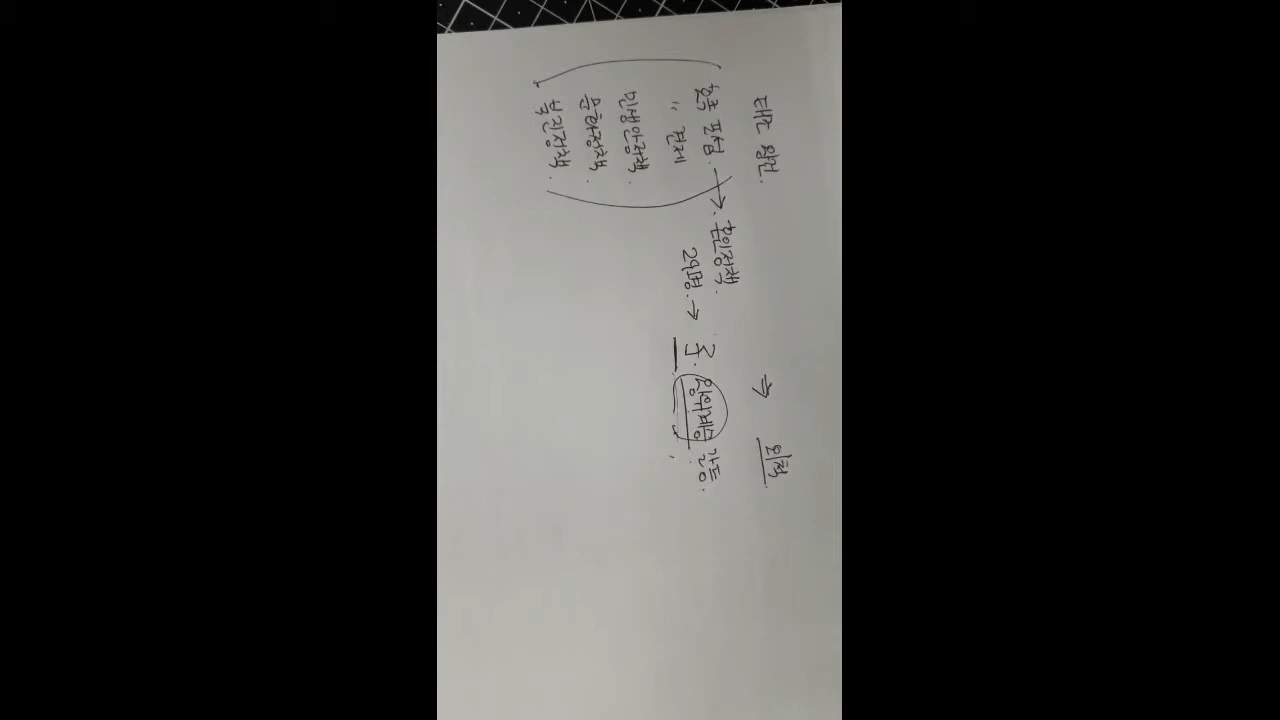 태조 왕건. ⇒ 외척.
호족 포섭. → 혼인정책.
〃 견제 29명. → 왕위계승 갈등.
민생안정책.
숭불정책.
북진정책.